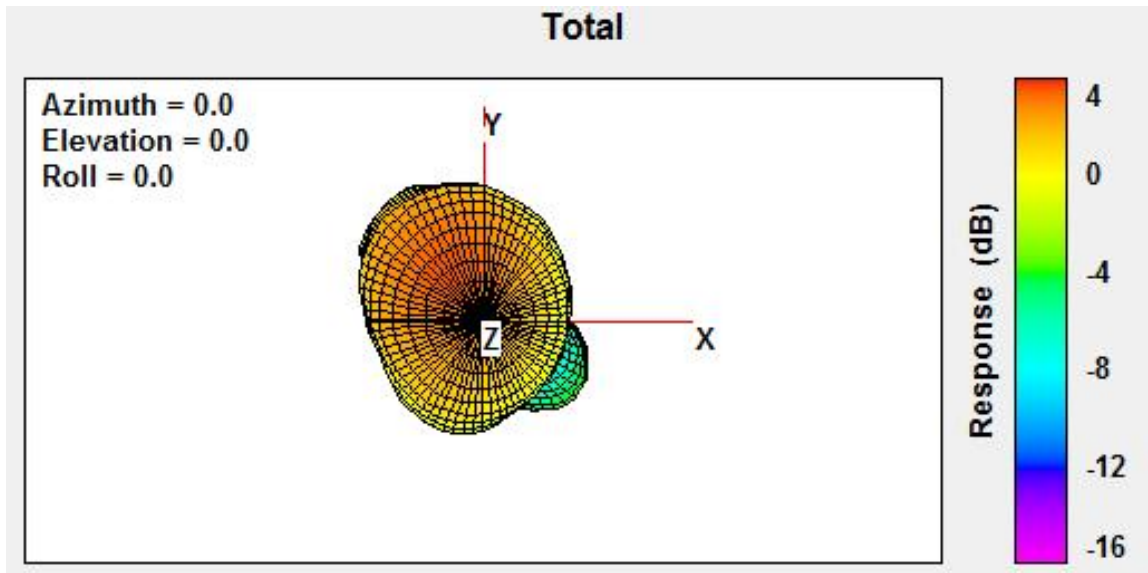 Total
Azimuth = 0.0
Elevation = 0.0
Roll = 0.0
Y
Z
X
Response (dB)
4
0
-4
-8
-12
-16